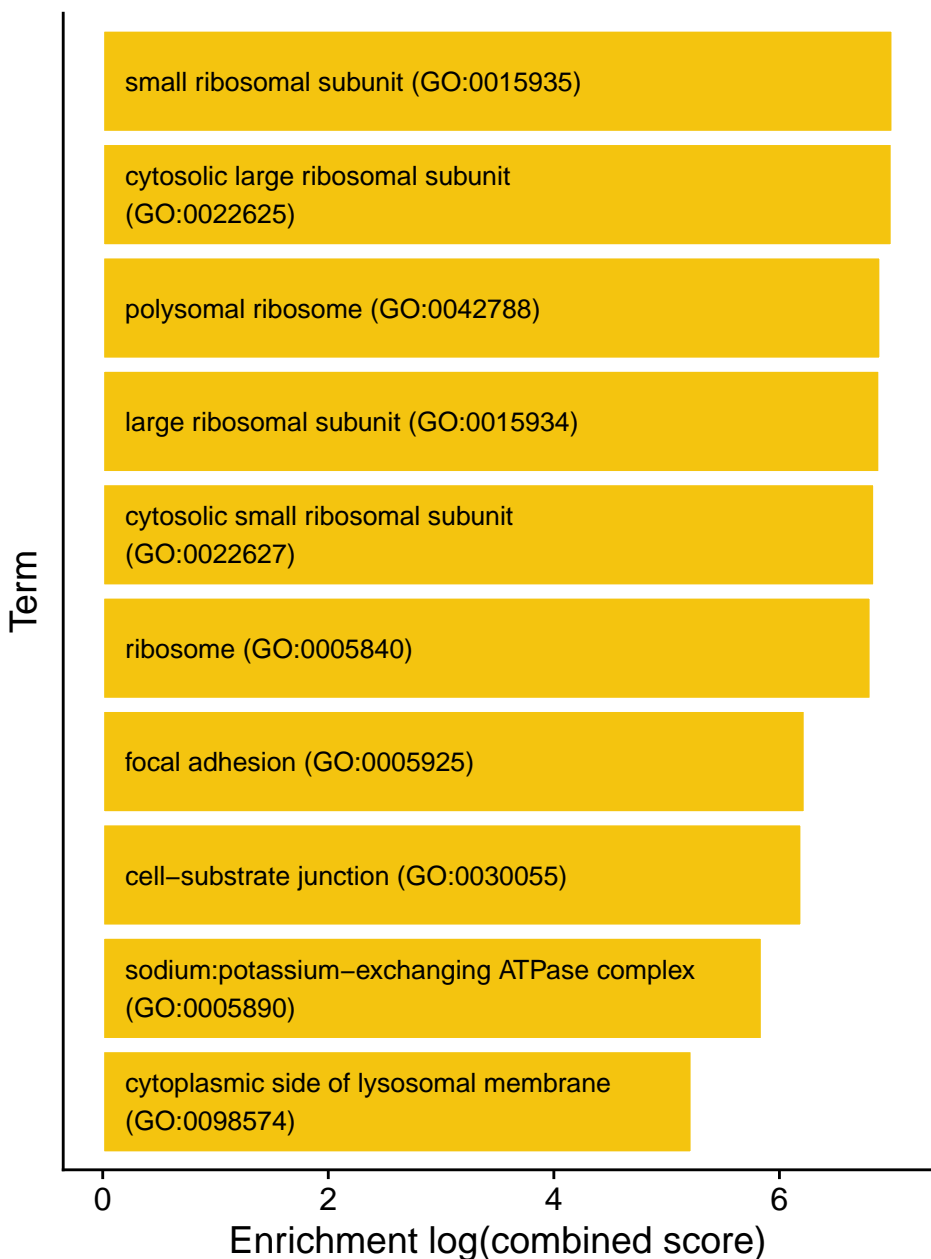 small ribosomal subunit (GO:0015935)
cytosolic large ribosomal subunit
(GO:0022625)
polysomal ribosome (GO:0042788)
large ribosomal subunit (GO:0015934)
cytosolic small ribosomal subunit
(GO:0022627)
ribosome (GO:0005840)
focal adhesion (GO:0005925)
cell−substrate junction (GO:0030055)
sodium:potassium−exchanging ATPase complex
(GO:0005890)
cytoplasmic side of lysosomal membrane
(GO:0098574)
Term
0 2 4 6
Enrichment log(combined score)